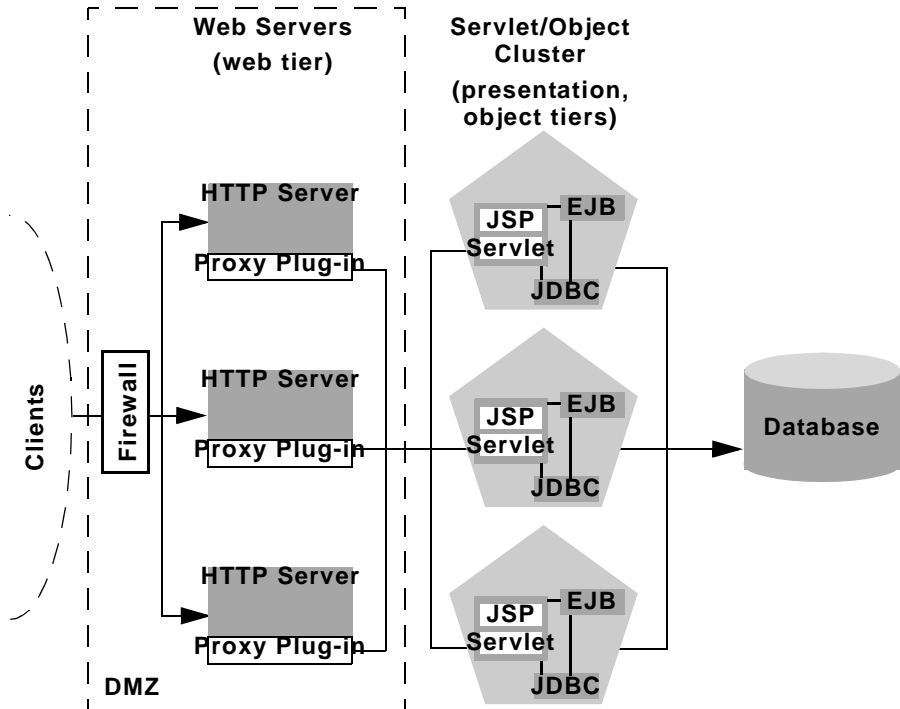 Web Servers
(web tier)
Servlet/Object
Cluster
(presentation,
object tiers)
Clients
Firewall
HTTP Server
Proxy Plug-in
HTTP Server
Proxy Plug-in
HTTP Server
Proxy Plug-in
DMZ
JSP
EJB
Servlet
JDBC
JSP
EJB
Servlet
JDBC
JSP
EJB
Servlet
JDBC
Database